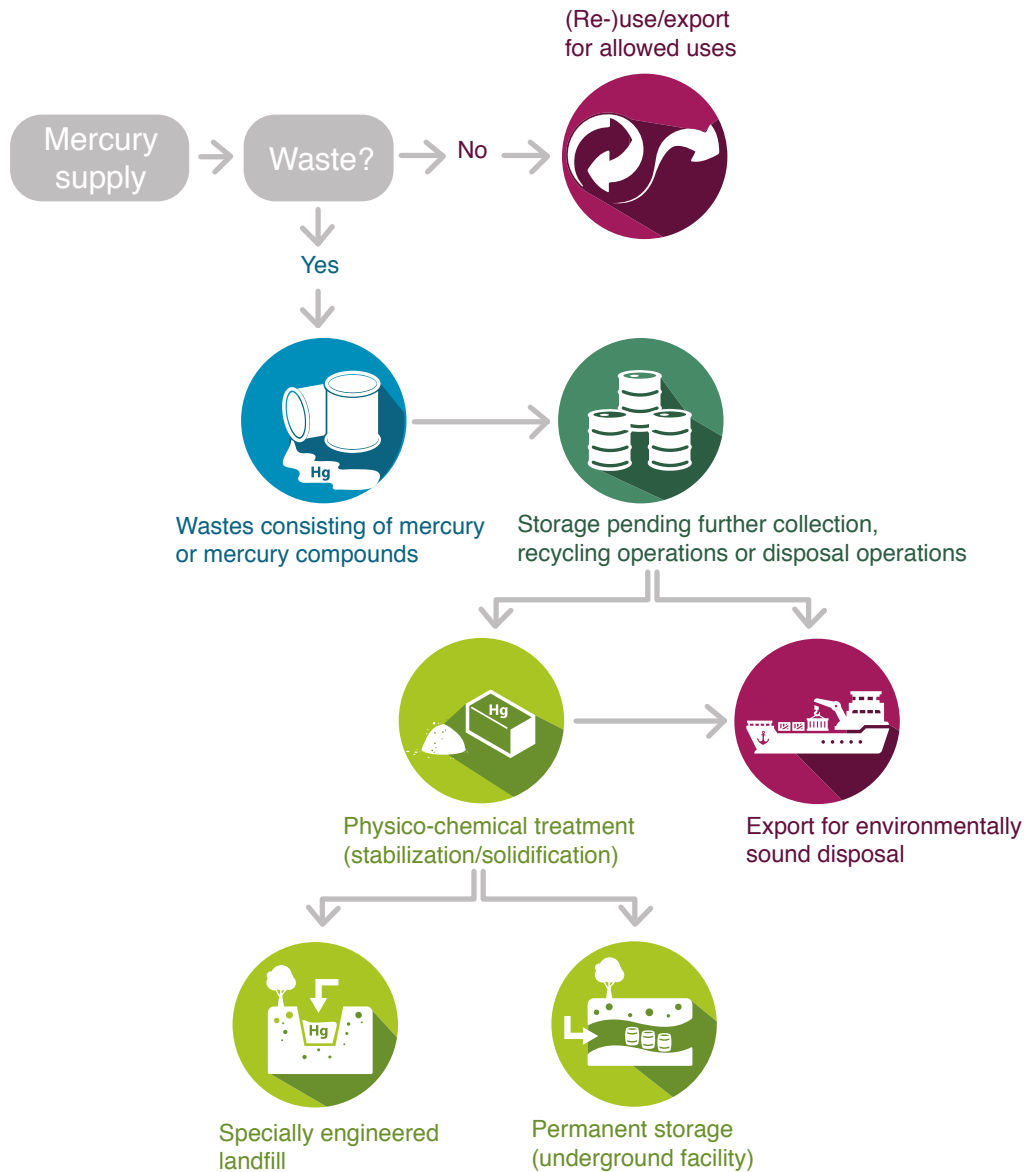 (Re-)use/export
for allowed uses
Mercury
supply
Waste?
No
Yes
Hg
Wastes consisting of mercury
or mercury compounds
Storage pending further collection,
recycling operations or disposal operations
Hg
Physico-chemical treatment
(stabilization/solidification)
Export for environmentally
sound disposal
Hg
Specially engineered
landfill
Permanent storage
(underground facility)